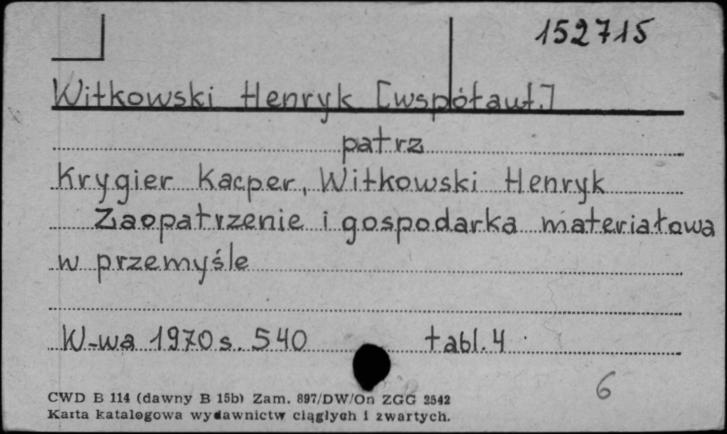 152715
Witkowski Henryk [współaut.]
patrz
Krygier Kacper, Witkowski Henryk
Zaopatrzenie i gospodarka materiałowa
w przemyśle
W-wa 1970 s. 540 tabl. 4
6
CWD B 114 (dawny B 15b) Zam. 897/DW/On ZGG 2542
Karta katalogowa wydawnictw ciągłych i zwartych.